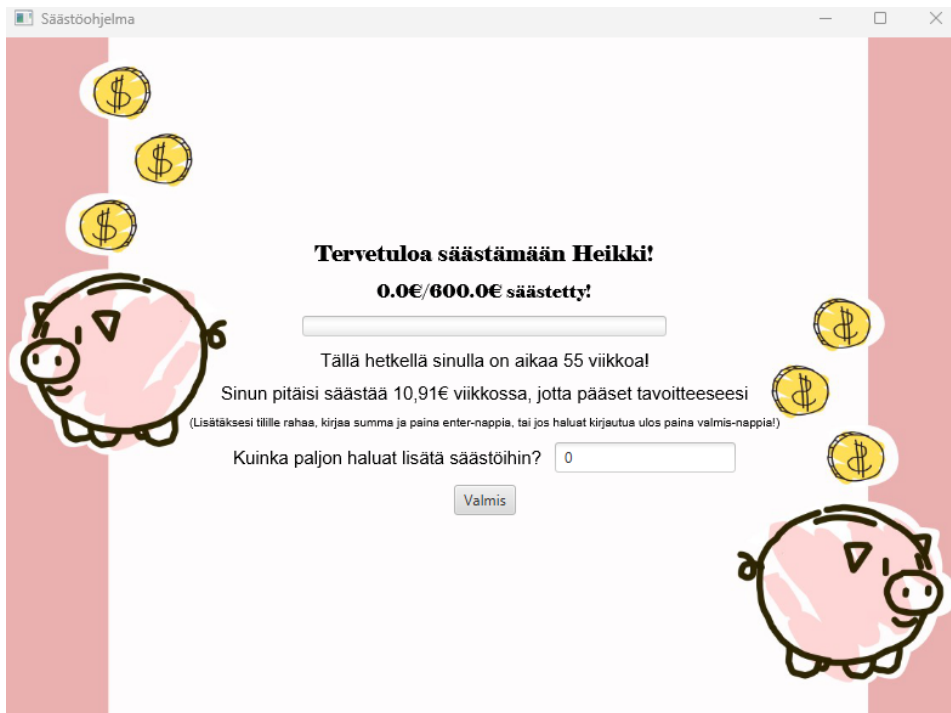 Säästöohjelma
Tervetuloa säästämään Heikki!
0.0€/600.0€ säästetty!
Tällä hetkellä sinulla on aikaa 55 viikkoa!
Sinun pitäisi säästää 10,91€ viikkossa, jotta pääset tavoitteeseesi
(Lisätäksesi tilille rahaa, kirjaa summa ja paina enter-nappia, tai jos haluat kirjautua ulos paina valmis-nappia!)
Kuinka paljon haluat lisätä säästöihin? 0
Valmis